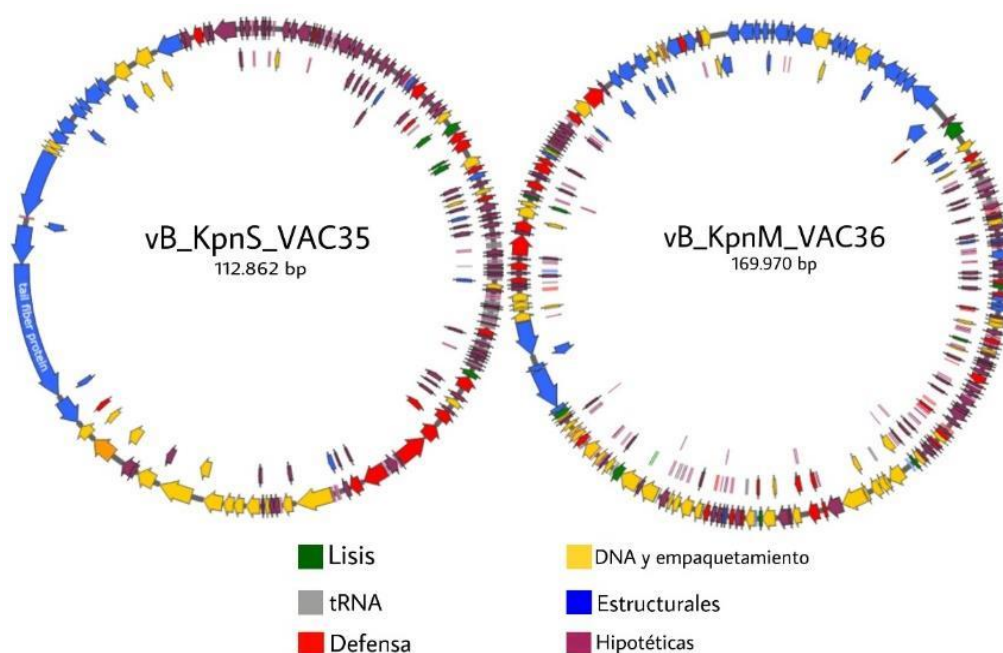 vB_KpnS_VAC35
112.862 bp
tail fiber protein
vB_KpnM_VAC36
169.970 bp
Lisis
tRNA
Defensa
DNA y empaquetamiento
Estructurales
Hipotéticas